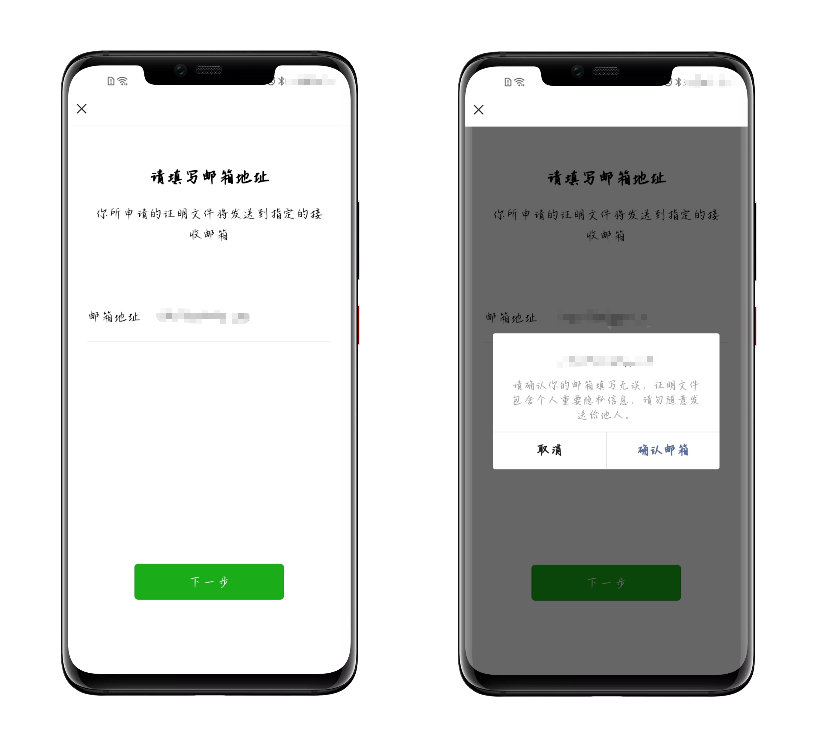 请填写邮箱地址
你所申请的证明文件将发送到指定的接
收邮箱
邮箱地址
下一步
请填写邮箱地址
你所申请的证明文件将发送到指定的接
收邮箱
邮箱地址
请确认你的邮箱填写无误，证明文件
包含个人重要隐私信息，请勿随意发
送给他人。
取消
确认邮箱
下一步